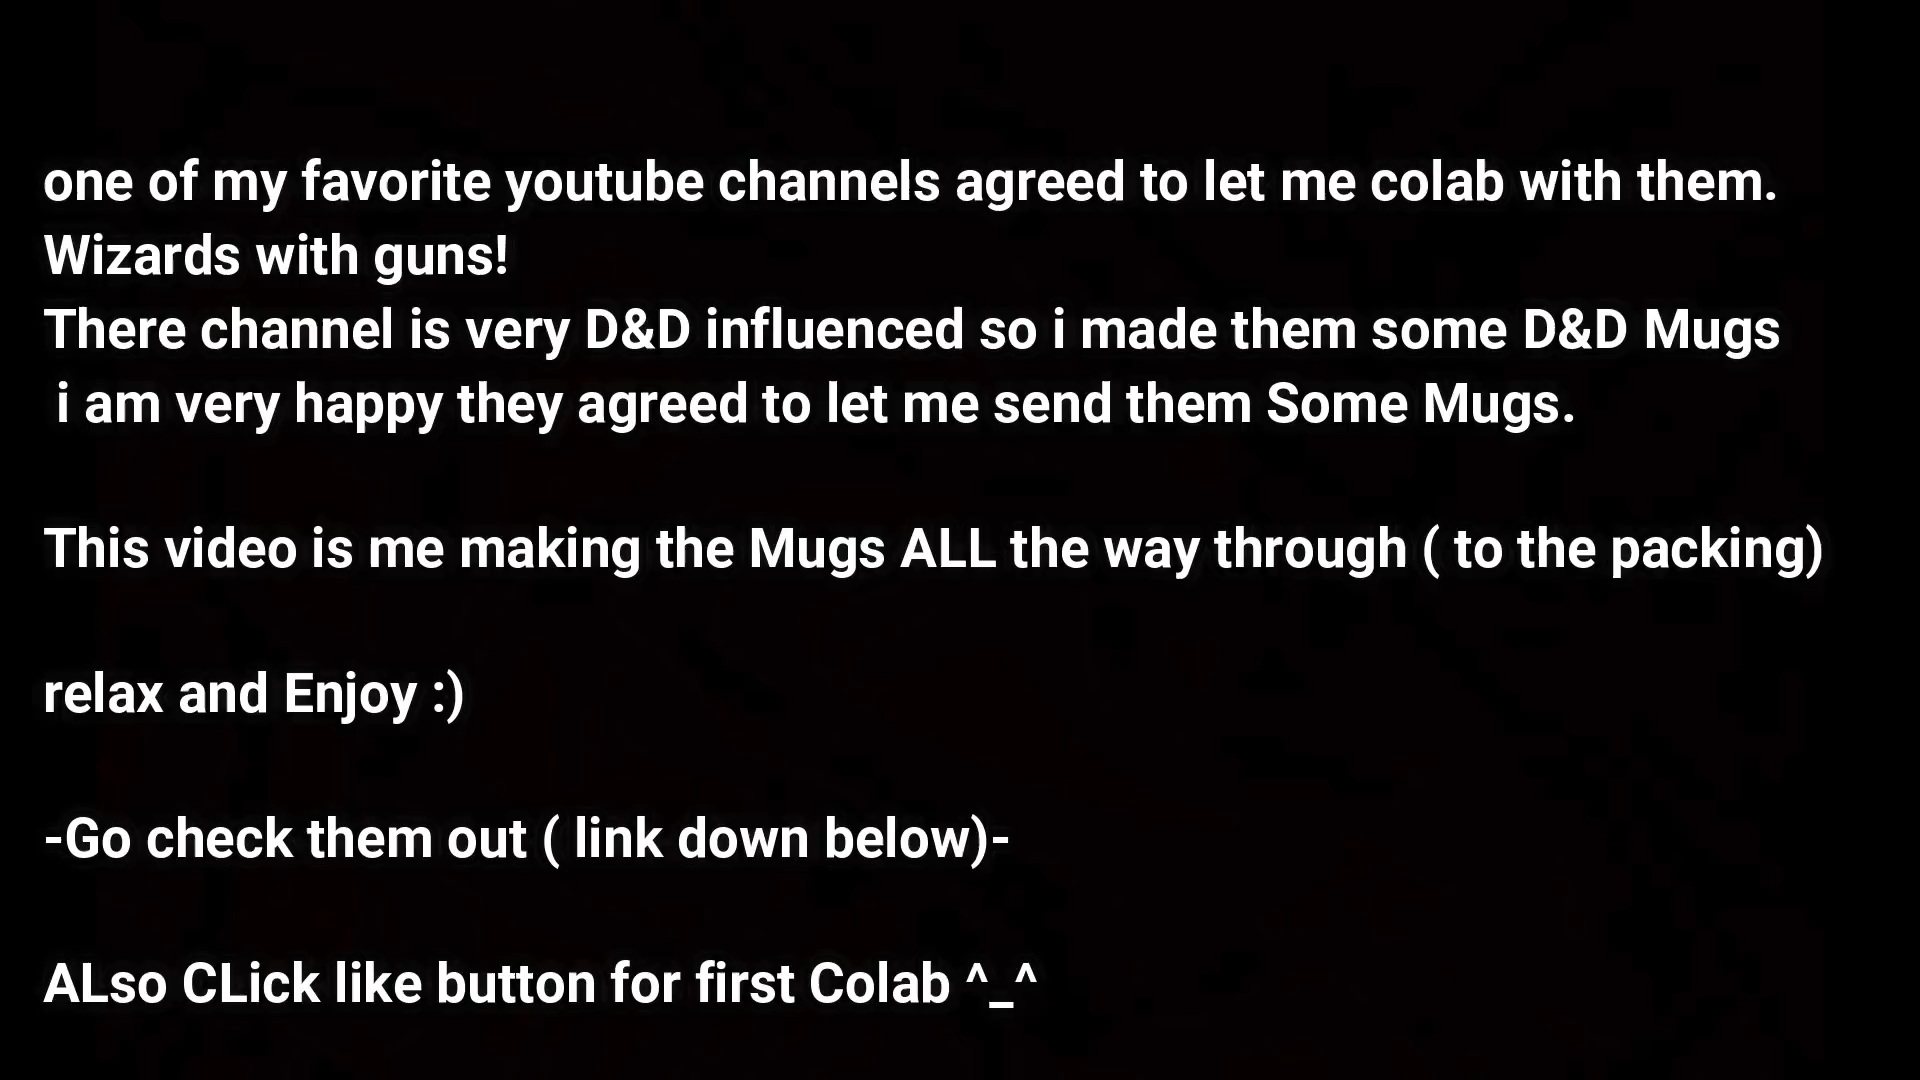 one of my favorite youtube channels agreed to let me colab with them.
Wizards with guns!
There channel is very D&D influenced so i made them some D&D Mugs
i am very happy they agreed to let me send them Some Mugs.
This video is me making the Mugs ALL the way through ( to the packing)
relax and Enjoy :)
-Go check them out ( link down below)-
ALso CLick like button for first Colab ^_^